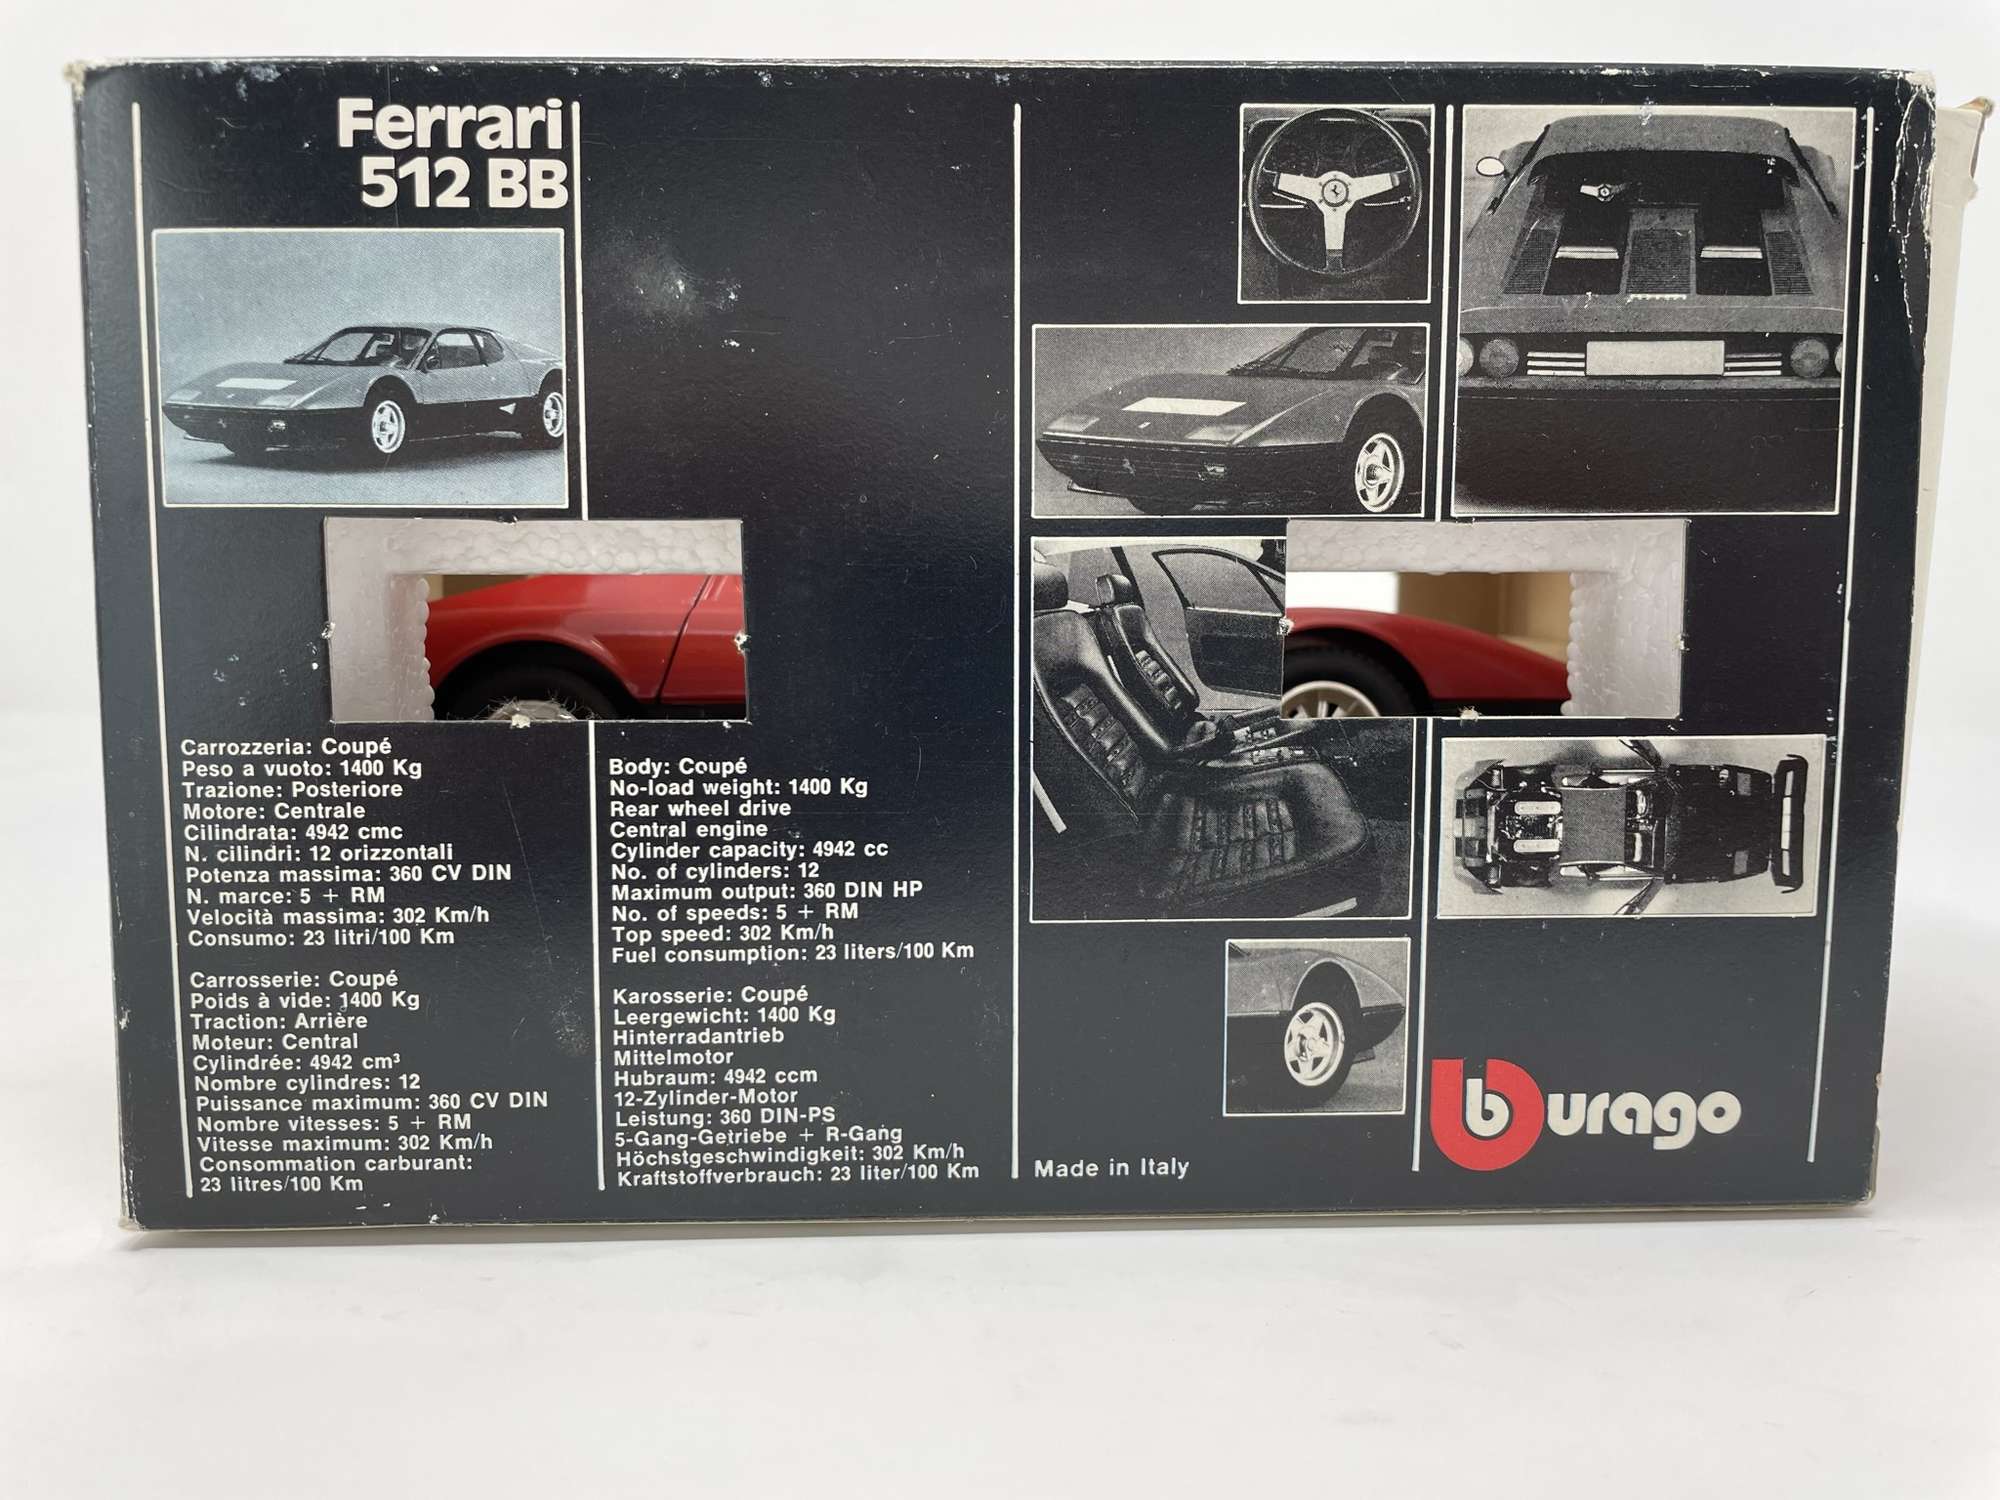 Ferrari
512 BB
Carrozzeria: Coupé
Peso a vuoto: 1400 Kg
Trazione: Posteriore
Motore: Centrale
Cilindrata: 4942 cmc
N. cilindri: 12 orizzontali
Potenza massima: 360 CV DIN
N. marce: 5 + RM
Velocità massima: 302 Km/h
Consumo: 23 litri/100 Km
Carrosserie: Coupé
Poids à vide: 1400 Kg
Traction: Arrière
Moteur: Central
Cylindrée: 4942 cm³
Nombre cylindres: 12
Puissance maximum: 360 CV DIN
Nombre vitesses: 5 + RM
Vitesse maximum: 302 Km/h
Consommation carburant:
23 litres/100 Km
Body: Coupé
No-load weight: 1400 Kg
Rear wheel drive
Central engine
Cylinder capacity: 4942 cc
No. of cylinders: 12
Maximum output: 360 DIN HP
No. of speeds: 5 + RM
Top speed: 302 Km/h
Fuel consumption: 23 liters/100 Km
Karosserie: Coupé
Leergewicht: 1400 Kg
Hinterradantrieb
Mittelmotor
Hubraum: 4942 ccm
12-Zylinder-Motor
Leistung: 360 DIN-PS
5-Gang-Getriebe + R-Gang
Höchstgeschwindigkeit: 302 Km/h
Kraftstoffverbrauch: 23 liter/100 Km
Made in Italy
burago